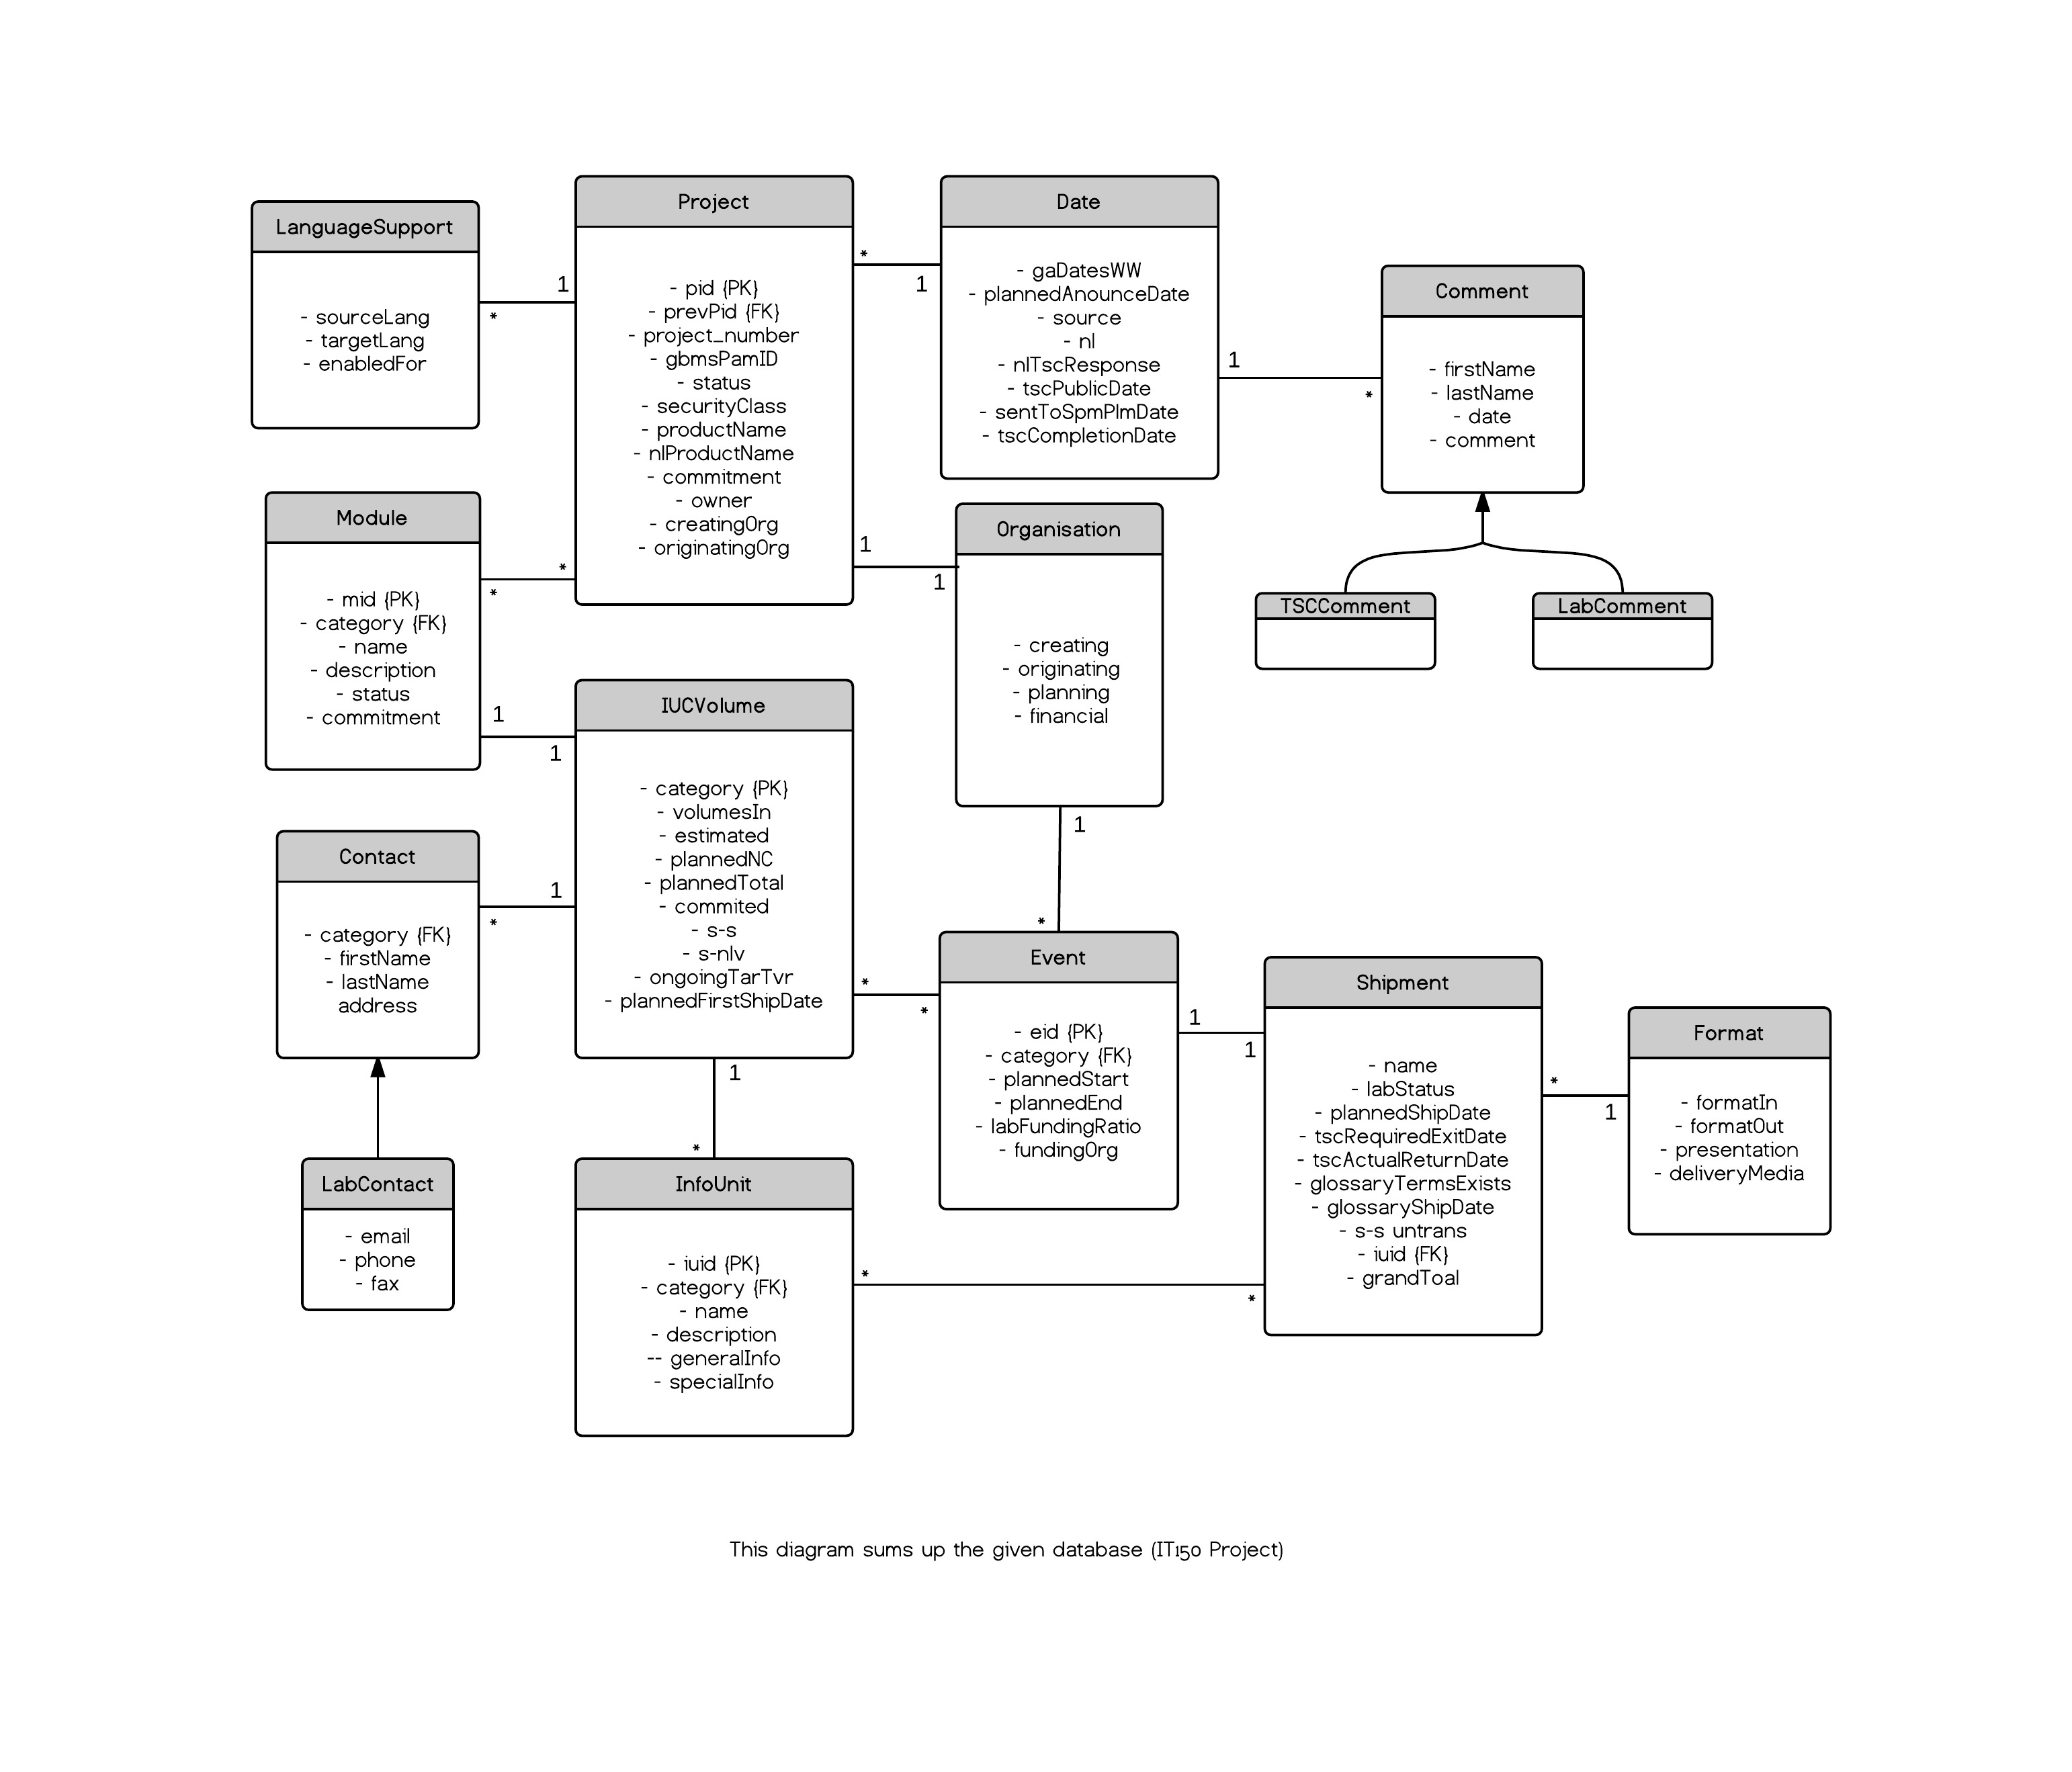 LanguageSupport
- sourceLang
- targetLang
- enabledFor
1
*
Project
- pid {PK}
- prevPid {FK}
- project_number
- gbmsPamID
- status
- securityClass
- productName
- nlProductName
- commitment
- owner
- creatingOrg
- originatingOrg
*
1
Date
- gaDatesWW
- plannedAnounceDate
- source
- nl
- nlTscResponse
- tscPublicDate
- sentToSpmPlmDate
- tscCompletionDate
1
*
Comment
- firstName
- lastName
- date
- comment
TSCComment
LabComment
Module
- mid {PK}
- category {FK}
- name
- description
- status
- commitment
*
*
1
1
Organisation
- creating
- originating
- planning
- financial
1
1
IUCVolume
- category {PK}
- volumesIn
- estimated
- plannedNC
- plannedTotal
- commited
- s-s
- s-nlv
- ongoingTarTvr
- plannedFirstShipDate
1
*
Contact
- category {FK}
- firstName
- lastName
address
1
*
LabContact
- email
- phone
- fax
*
*
Event
- eid {PK}
- category {FK}
- plannedStart
- plannedEnd
- labFundingRatio
- fundingOrg
1
1
Shipment
- name
- labStatus
- plannedShipDate
- tscRequiredExitDate
- tscActualReturnDate
- glossaryTermsExists
- glossaryShipDate
- s-s untrans
- iuid {FK}
- grandToal
*
1
Format
- formatIn
- formatOut
- presentation
- deliveryMedia
1
*
InfoUnit
- iuid {PK}
- category {FK}
- name
- description
-- generalInfo
- specialInfo
*
*
This diagram sums up the given database (IT150 Project)